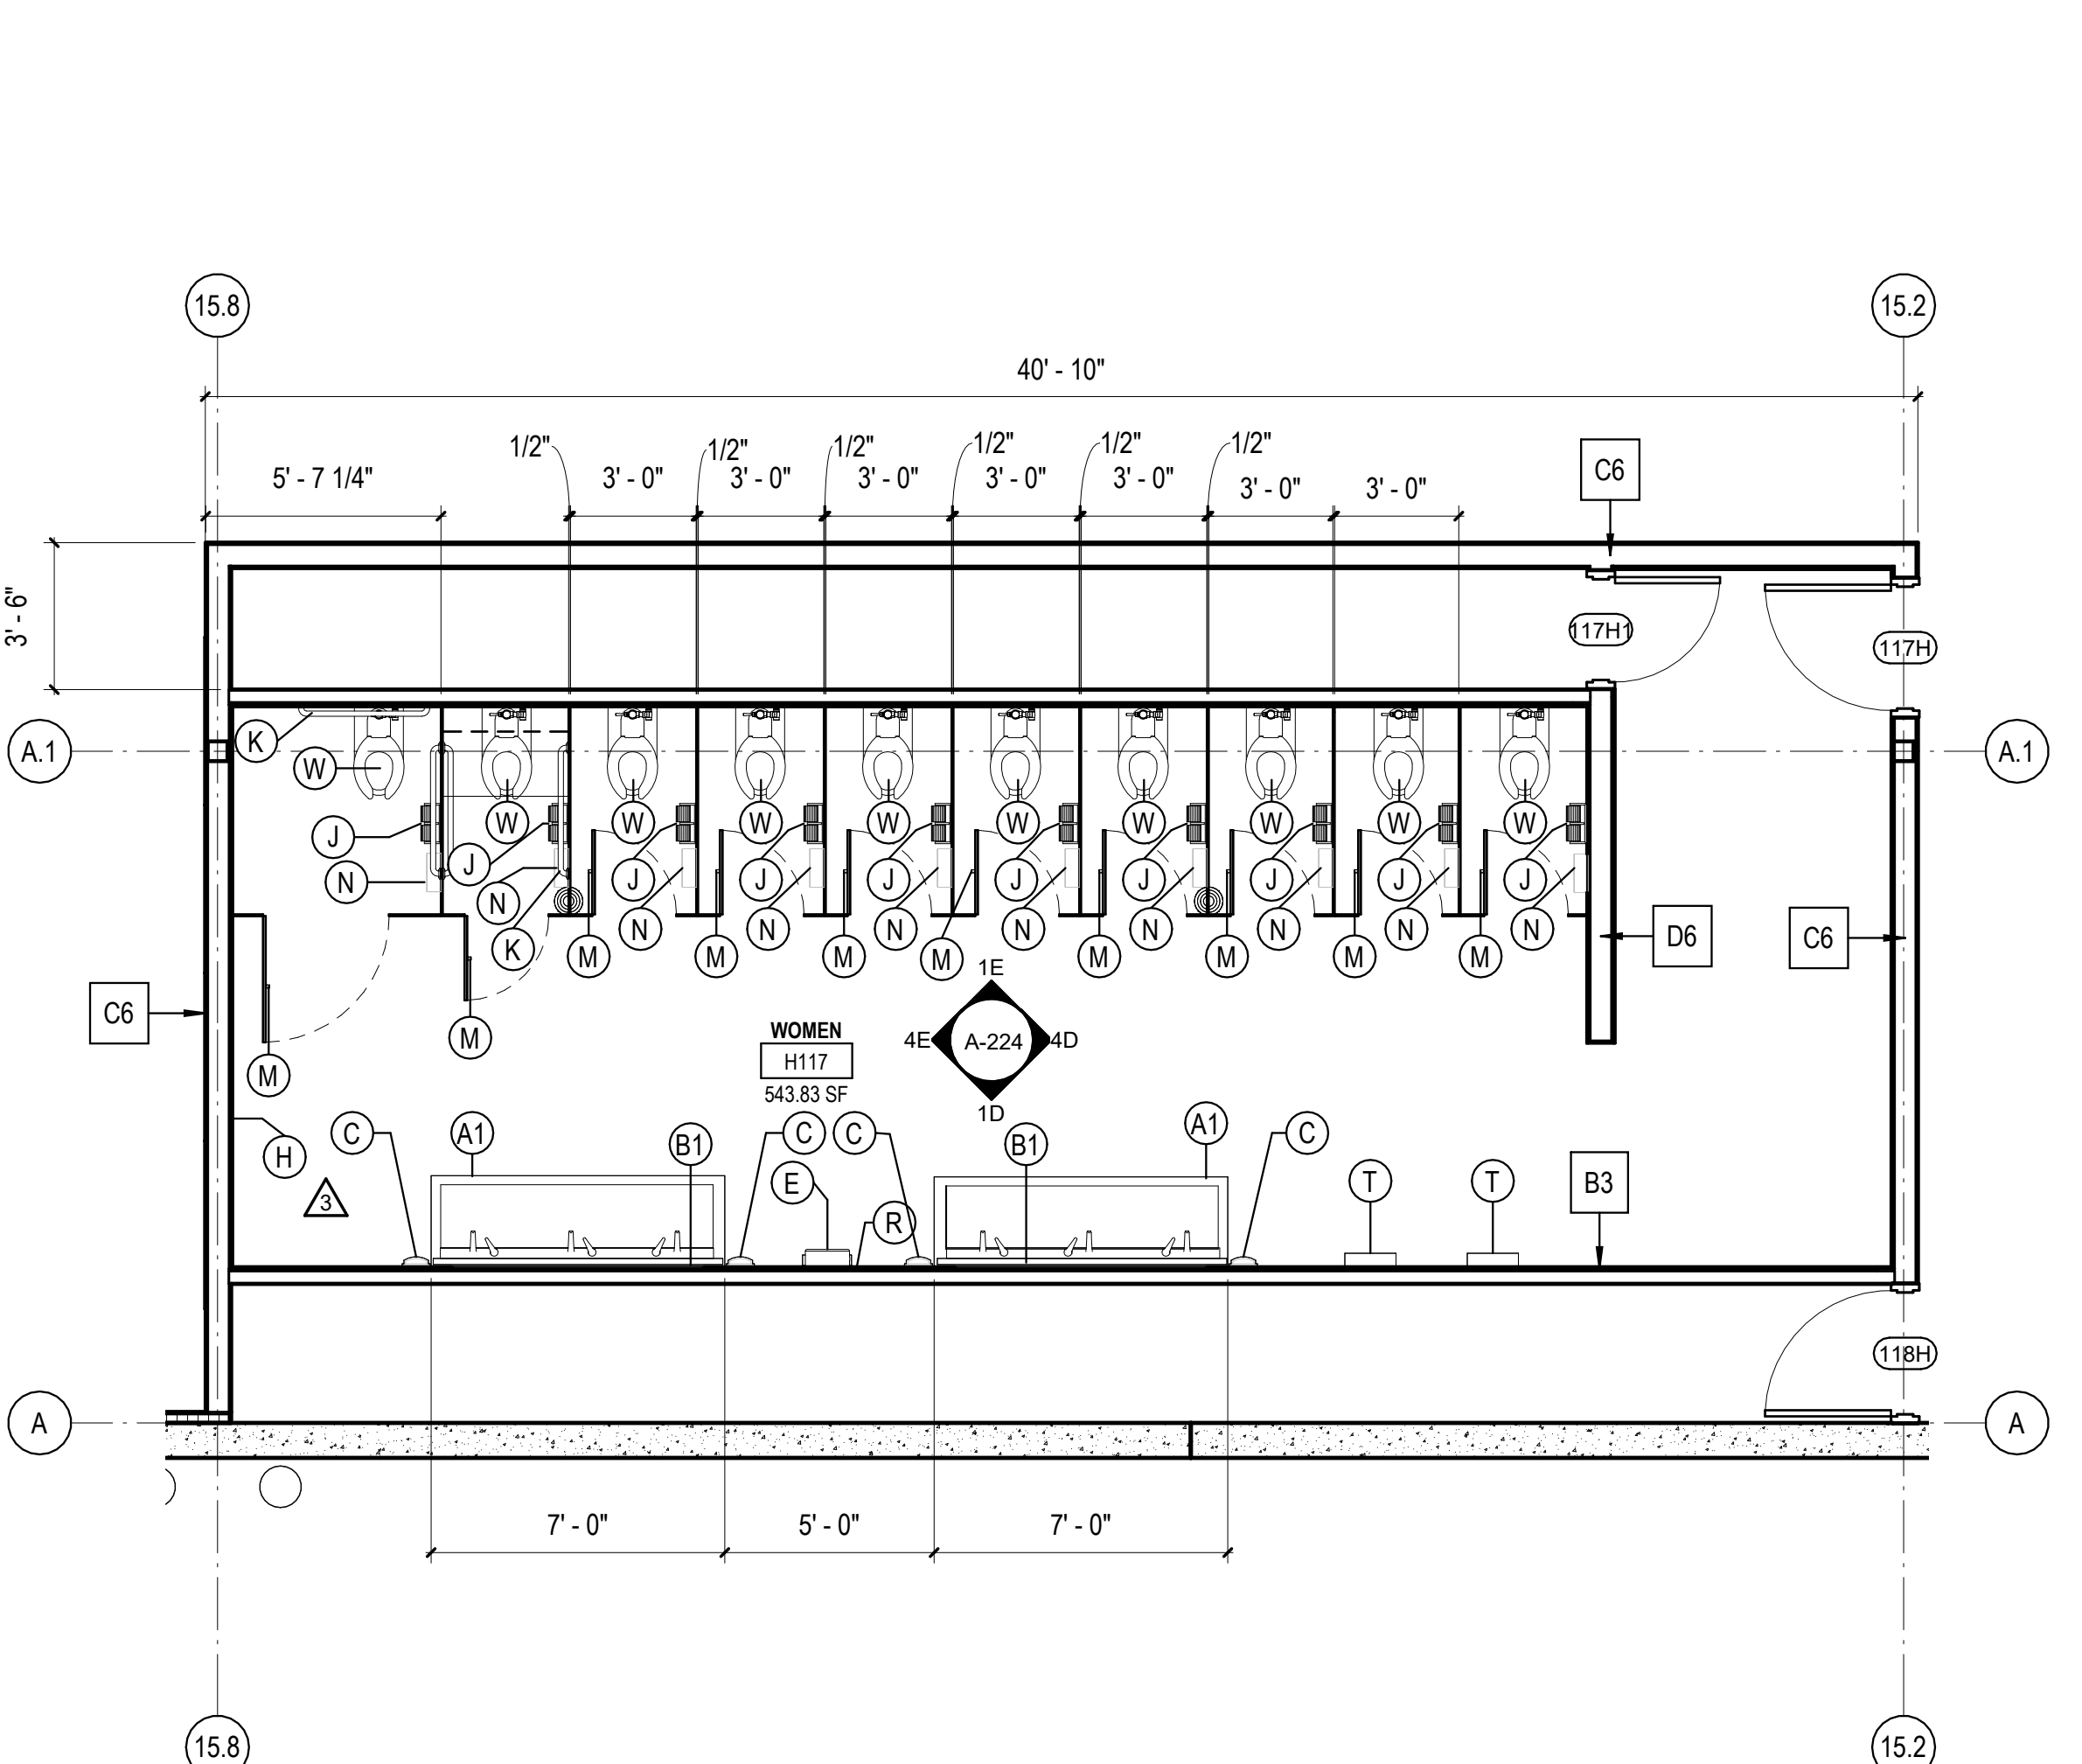 15.8 15.2
40' - 10"
1/2" 1/2" 1/2" 1/2" 1/2" 1/2"
5' - 7 1/4" 3' - 0" 3' - 0" 3' - 0" 3' - 0" 3' - 0" 3' - 0" 3' - 0"
C6
3' - 6"
117H1 117H
K
A.1 A.1
W
W W W W W W W W W
J J
N J J J J J J J J
N N N N N N N N N
K M M M M M M M M
D6 C6
1E
C6 M WOMEN 4E A-224 4D
M H117
543.83 SF
1D
C A1 B1 C C B1 A1 C
H
3 E T T B3
R
118H
A A
7' - 0" 5' - 0" 7' - 0"
15.8 15.2